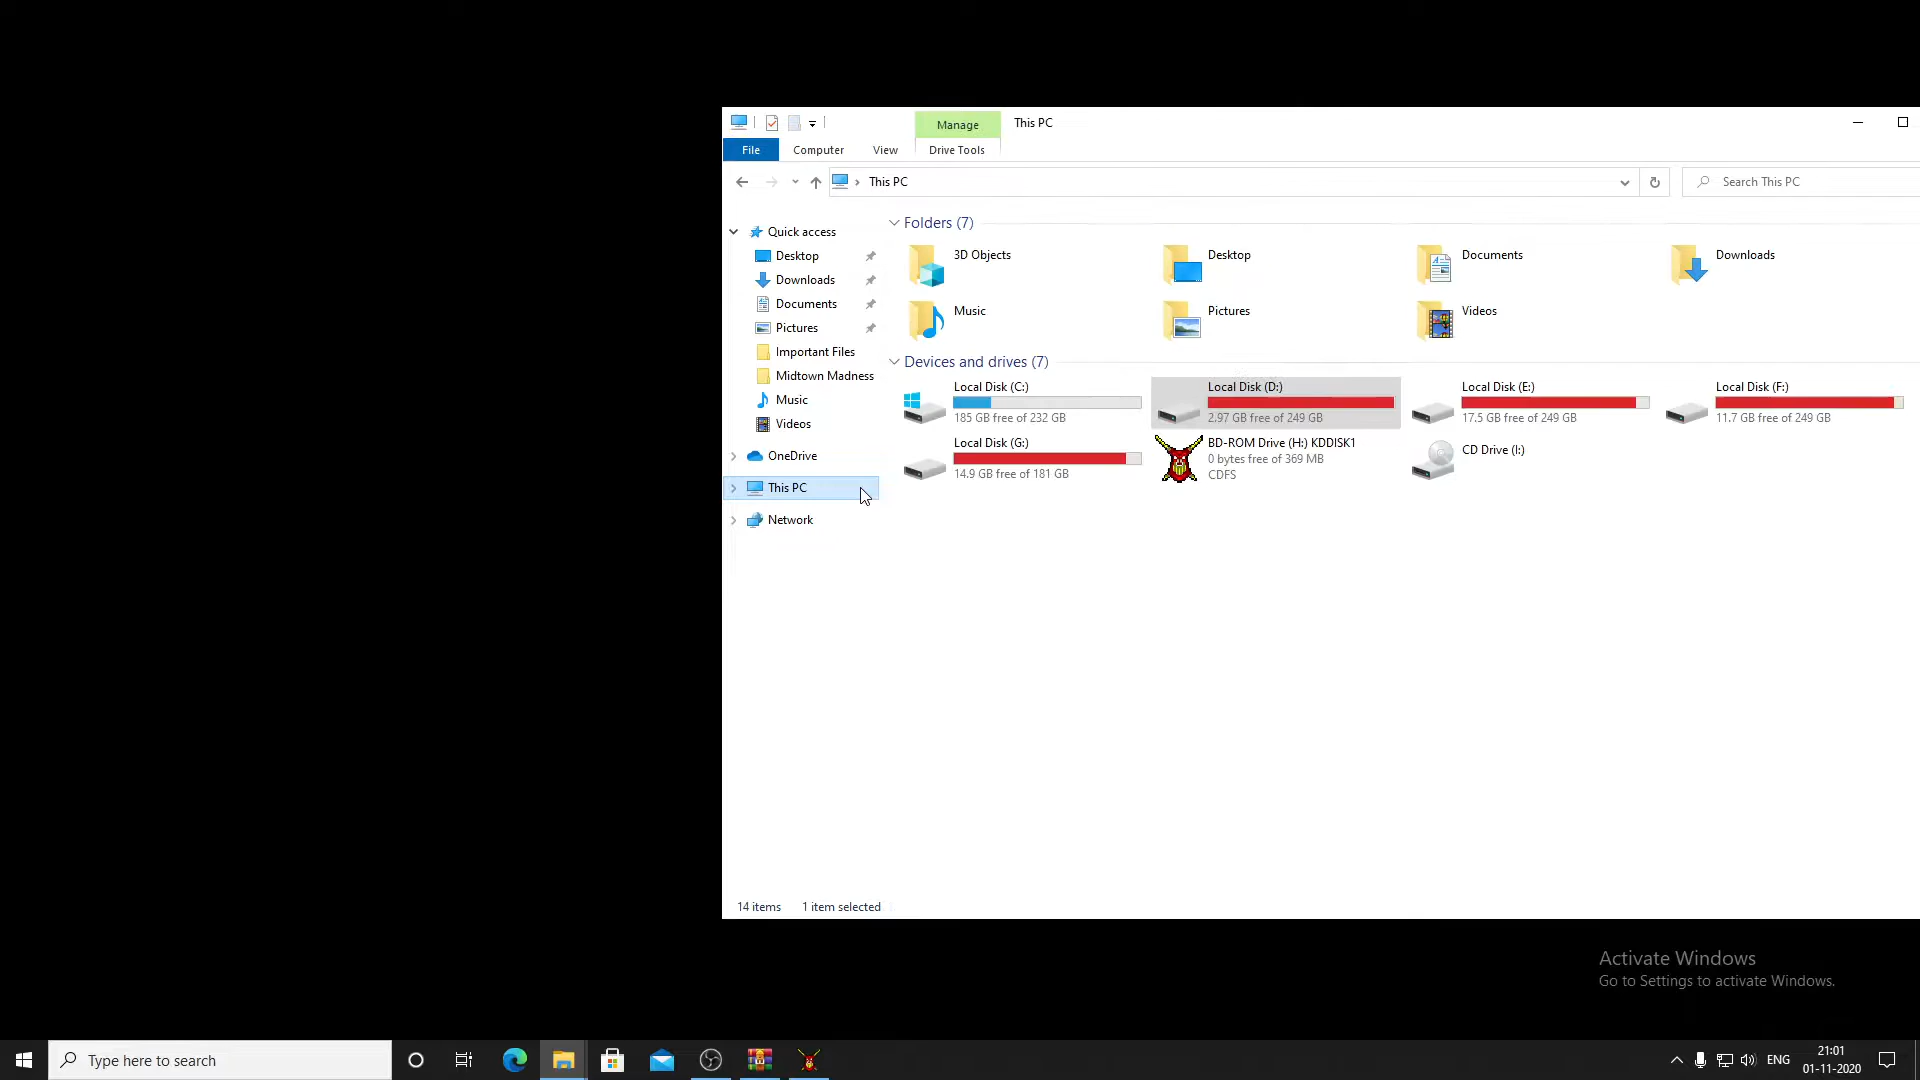 Manage
This PC
File
Computer
View
Drive Tools
This PC
Search This PC
Quick access
Desktop
Downloads
Documents
Pictures
Important Files
Midtown Madness
Music
Videos
OneDrive
This PC
Network
Folders (7)
3D Objects
Desktop
Documents
Downloads
Music
Pictures
Videos
Devices and drives (7)
Local Disk (C:)
185 GB free of 232 GB
Local Disk (D:)
2.97 GB free of 249 GB
Local Disk (E:)
17.5 GB free of 249 GB
Local Disk (F:)
11.7 GB free of 249 GB
Local Disk (G:)
14.9 GB free of 181 GB
BD-ROM Drive (H:) KDDISK1
0 bytes free of 369 MB
CDFS
CD Drive (I:)
14 items
1 item selected
Activate Windows
Go to Settings to activate Windows.
Type here to search
ENG
21:01
01-11-2020